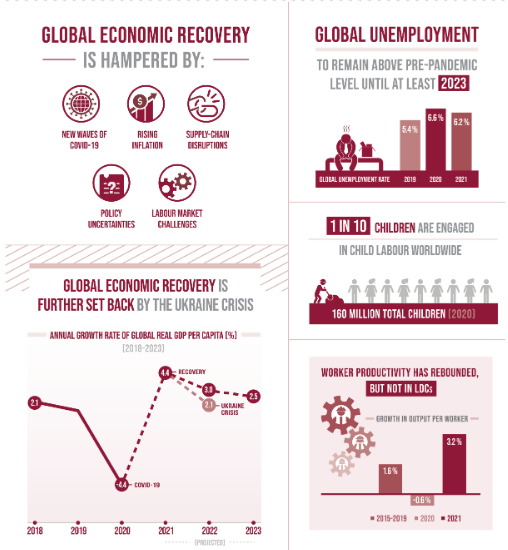 GLOBAL ECONOMIC RECOVERY
IS HAMPERED BY:
NEW WAVES OF
COVID-19
RISING
INFLATION
SUPPLY-CHAIN
DISRUPTIONS
POLICY
UNCERTAINTIES
LABOUR MARKET
CHALLENGES
GLOBAL ECONOMIC RECOVERY IS
FURTHER SET BACK BY THE UKRAINE CRISIS
ANNUAL GROWTH RATE OF GLOBAL REAL GDP PER CAPITA [%]
[2018-2023]
4.4
RECOVERY
3.0
2.5
2.1
2.1
UKRAINE
CRISIS
-4.4
COVID-19
2018
2019
2020
2021
2022
2023
[PROJECTED]
GLOBAL UNEMPLOYMENT
TO REMAIN ABOVE PRE-PANDEMIC
LEVEL UNTIL AT LEAST 2023
5.4%
6.6%
6.2%
GLOBAL UNEMPLOYMENT RATE
2019
2020
2021
1 IN 10 CHILDREN ARE ENGAGED
IN CHILD LABOUR WORLDWIDE
160 MILLION TOTAL CHILDREN [2020]
WORKER PRODUCTIVITY HAS REBOUNDED,
BUT NOT IN LDCs
GROWTH IN OUTPUT PER WORKER
1.6%
-0.6%
3.2%
2015-2019
2020
2021